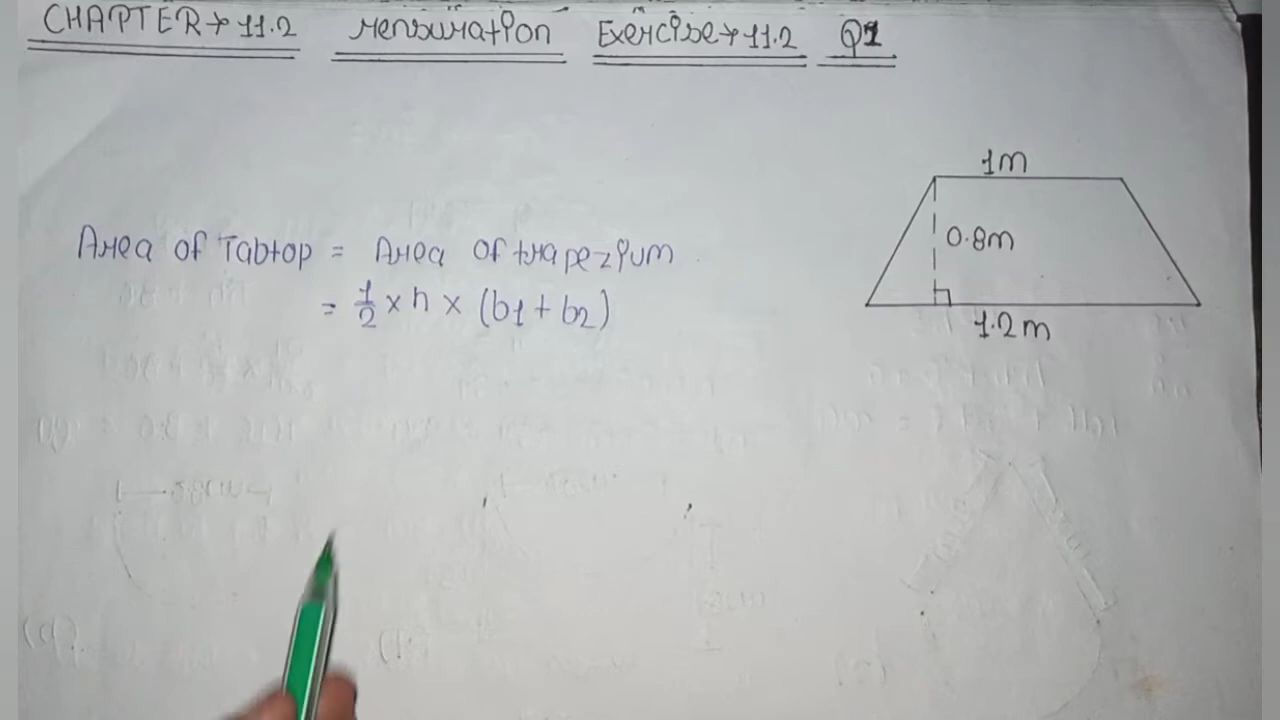 CHAPTER → 11.2 Mensuration Exercise → 11.2 Q1
1m
Area of Tabtop = Area of trapezium
0.8m
= 1/2 × h × (b1 + b2)
1.2m